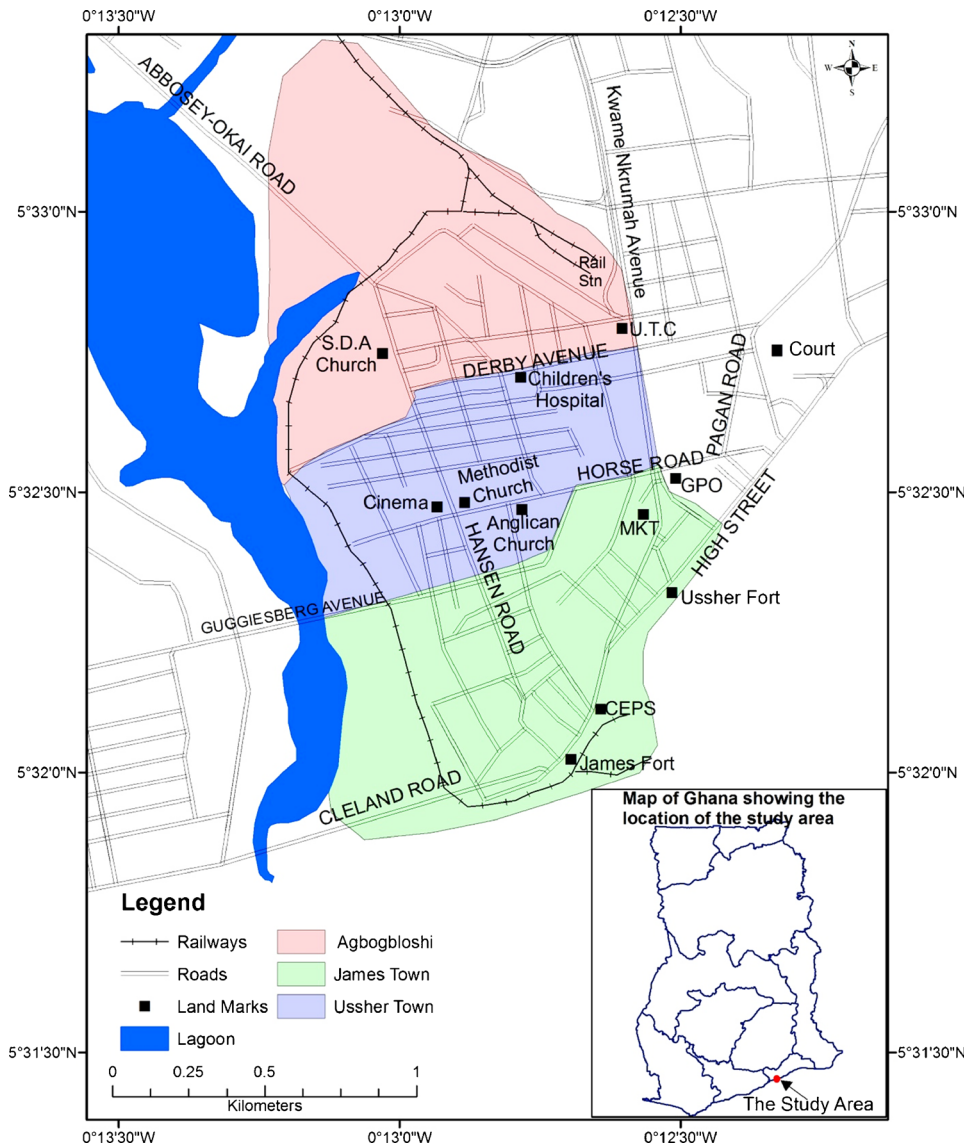 0°13'30"W
0°13'0"W
0°12'30"W
N
W
E
S
ABBOSEY-OKAI ROAD
Kwame Nkrumah Avenue
5°33'0"N
5°33'0"N
Rail
Stn
U.T.C
S.D.A
Church
DERBY AVENUE
Court
Children's
Hospital
PAGAN ROAD
HORSE ROAD
5°32'30"N
5°32'30"N
Methodist
Church
Cinema
GPO
Anglican
Church
MKT
HIGH STREET
HANSEN ROAD
Ussher Fort
GUGGIESBERG AVENUE
CEPS
James Fort
5°32'0"N
5°32'0"N
CLELAND ROAD
Map of Ghana showing the
location of the study area
The Study Area
Legend
Railways
Roads
Land Marks
Lagoon
Agbogbloshi
James Town
Ussher Town
5°31'30"N
5°31'30"N
0
0.25
0.5
1
Kilometers
0°13'30"W
0°13'0"W
0°12'30"W